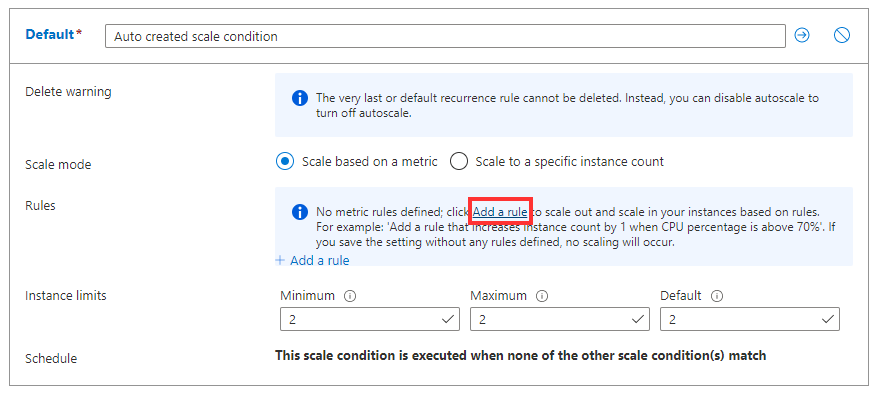 Default*
Auto created scale condition
Delete warning
The very last or default recurrence rule cannot be deleted. Instead, you can disable autoscale to
turn off autoscale.
Scale mode
Scale based on a metric
Scale to a specific instance count
Rules
No metric rules defined; click Add a rule to scale out and scale in your instances based on rules.
For example: 'Add a rule that increases instance count by 1 when CPU percentage is above 70%'. If
you save the setting without any rules defined, no scaling will occur.
+ Add a rule
Instance limits
Minimum
Maximum
Default
2
2
2
Schedule
This scale condition is executed when none of the other scale condition(s) match